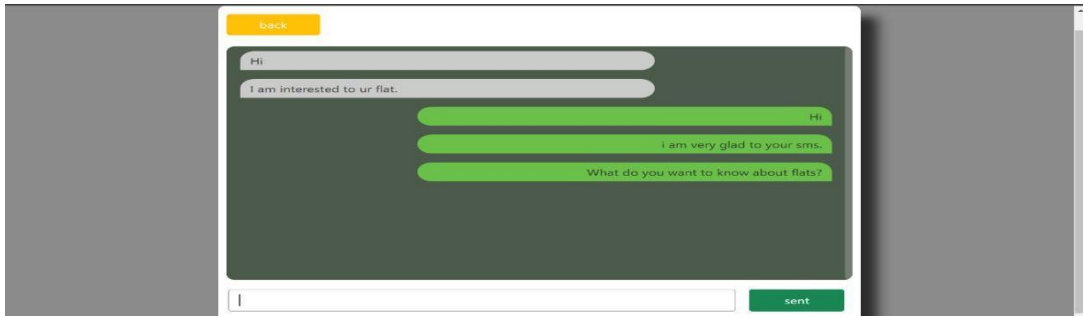 back
Hi
I am interested to ur flat.
Hi
i am very glad to your sms.
What do you want to know about flats?
sent